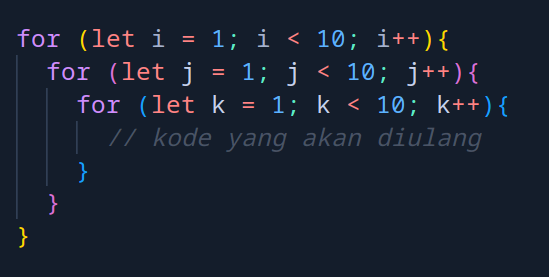 for (let i = 1; i < 10; i++){
for (let j = 1; j < 10; j++){
for (let k = 1; k < 10; k++){
// kode yang akan diulang
}
}
}